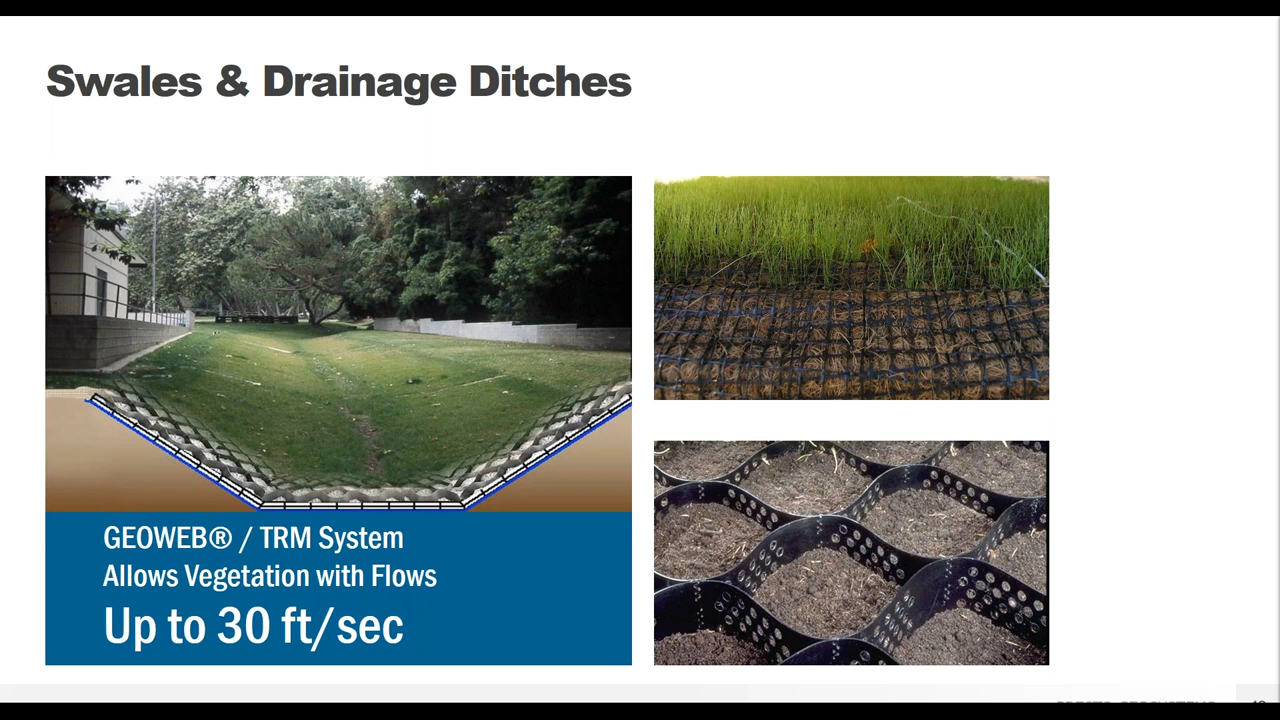 Swales & Drainage Ditches
GEOWEB® / TRM System
Allows Vegetation with Flows
Up to 30 ft/sec